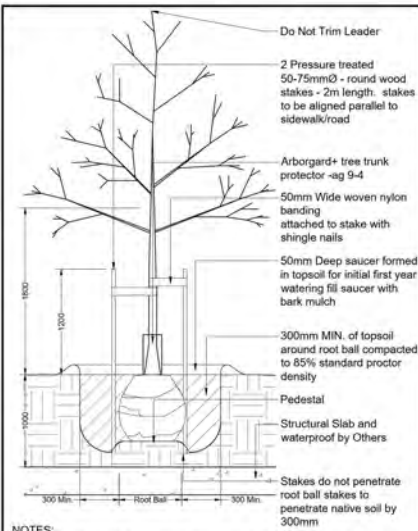 Do Not Trim Leader
2 Pressure treated
50-75mmØ - round wood
stakes - 2m length. stakes
to be aligned parallel to
sidewalk/road
Arborgard+ tree trunk
protector -ag 9-4
50mm Wide woven nylon
banding
attached to stake with
shingle nails
50mm Deep saucer formed
in topsoil for initial first year
watering fill saucer with
bark mulch
300mm MIN. of topsoil
around root ball compacted
to 85% standard proctor
density
Pedestal
Structural Slab and
waterproof by Others
Stakes do not penetrate
root ball stakes to
penetrate native soil by
300mm
1800
1200
1000
300 Min.
Root Ball
300 Min.
NOTES: